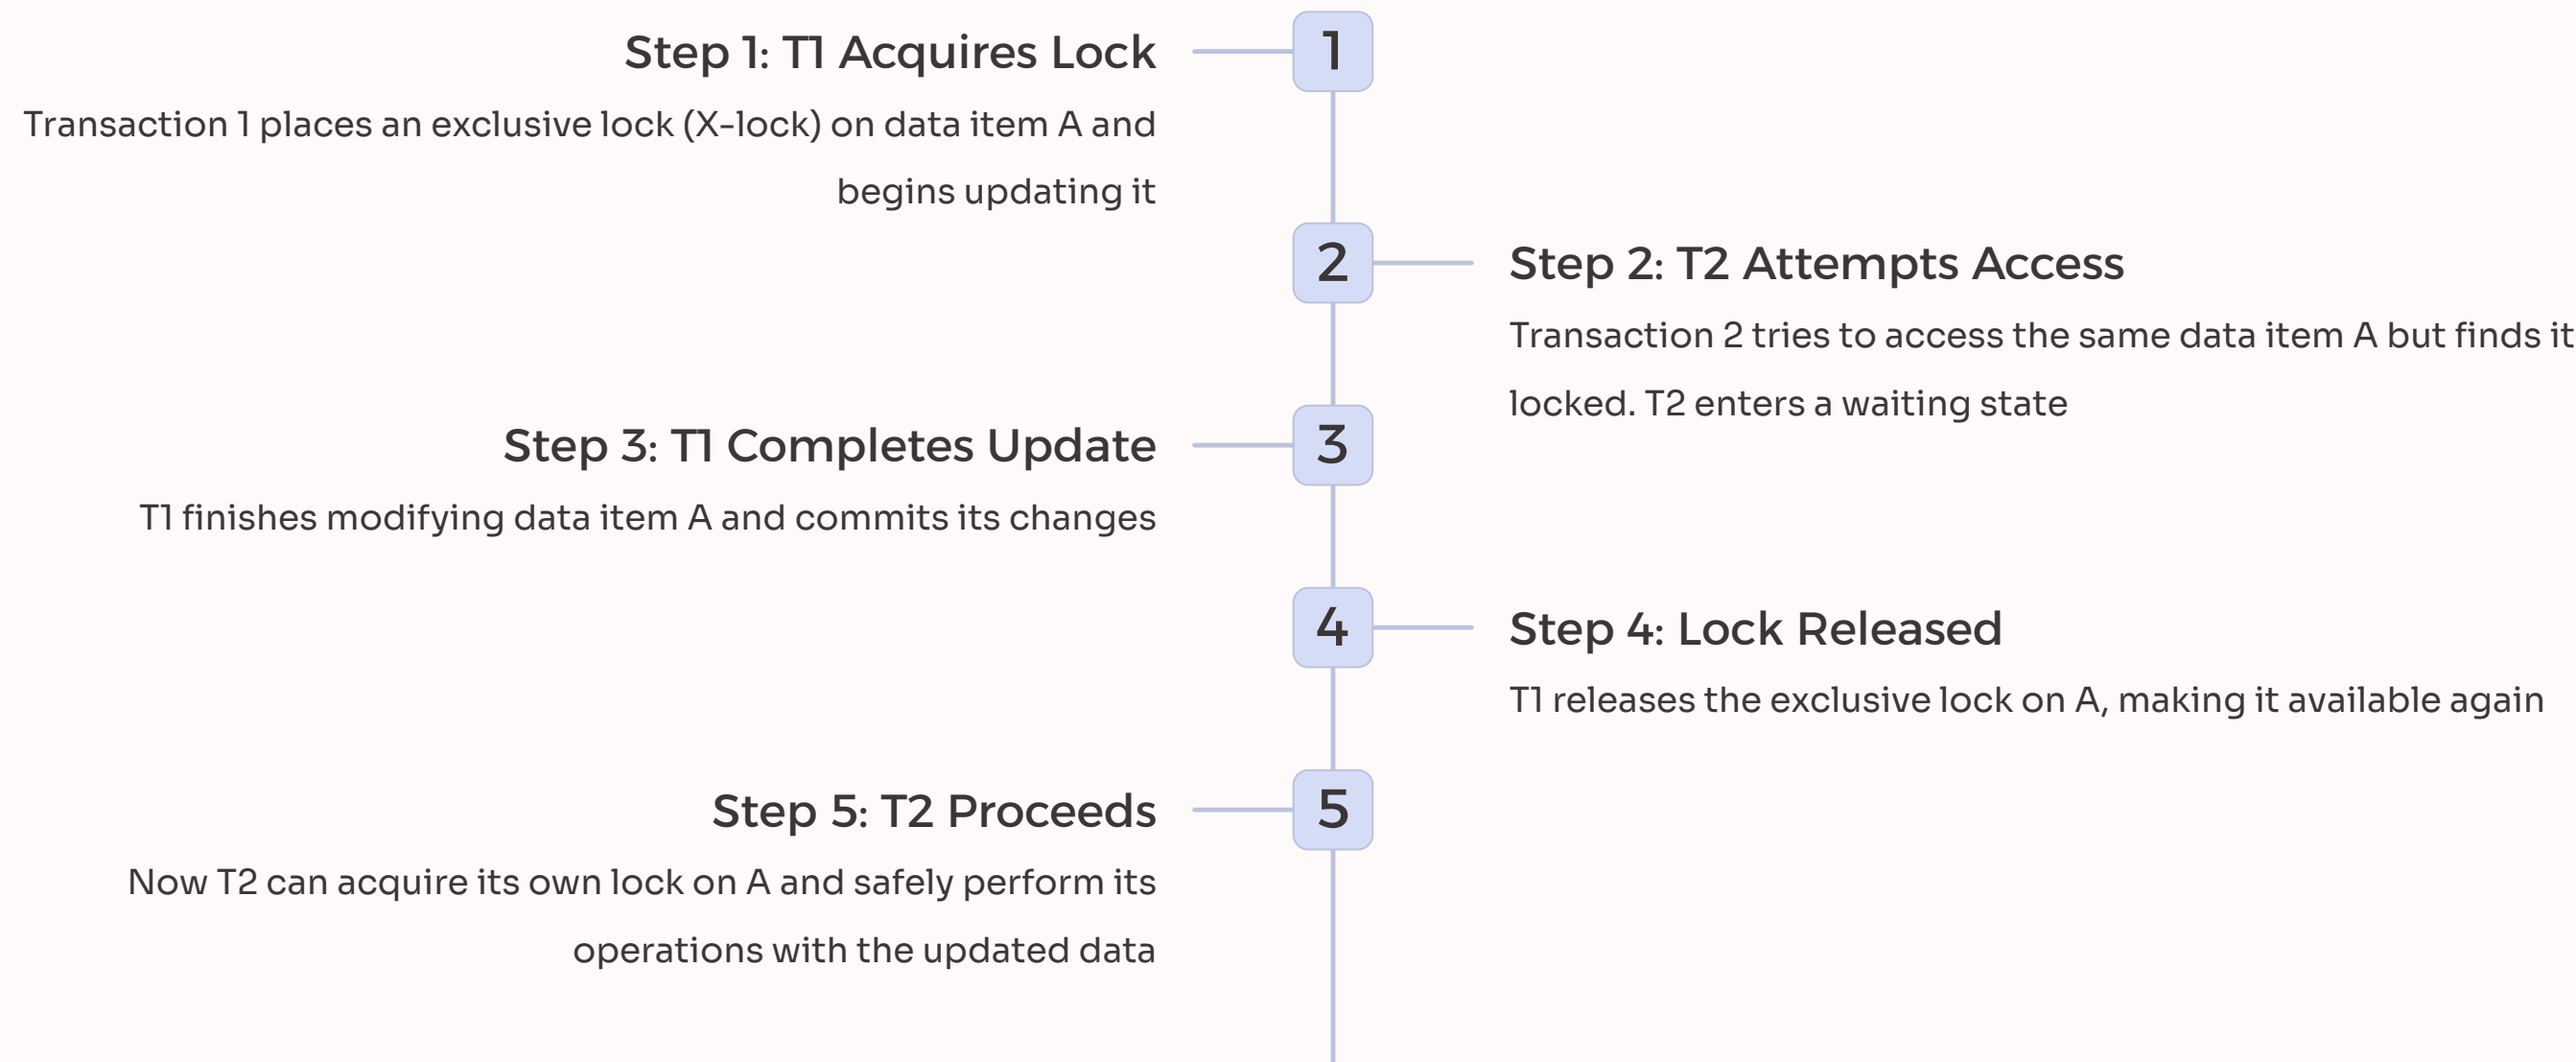 1
Step 1: T1 Acquires Lock
Transaction 1 places an exclusive lock (X-lock) on data item A and
begins updating it
2
Step 2: T2 Attempts Access
Transaction 2 tries to access the same data item A but finds it
locked. T2 enters a waiting state
3
Step 3: T1 Completes Update
T1 finishes modifying data item A and commits its changes
4
Step 4: Lock Released
T1 releases the exclusive lock on A, making it available again
5
Step 5: T2 Proceeds
Now T2 can acquire its own lock on A and safely perform its
operations with the updated data